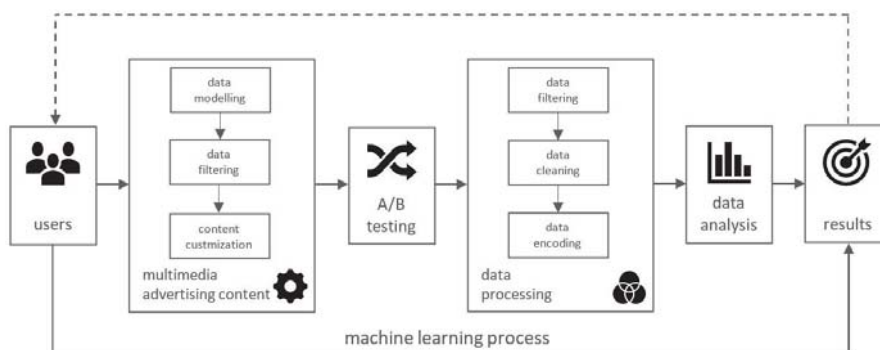 users
data
modelling
data
filtering
content
custmization
multimedia
advertising content
A/B
testing
data
filtering
data
cleaning
data
encoding
data
processing
data
analysis
results
machine learning process